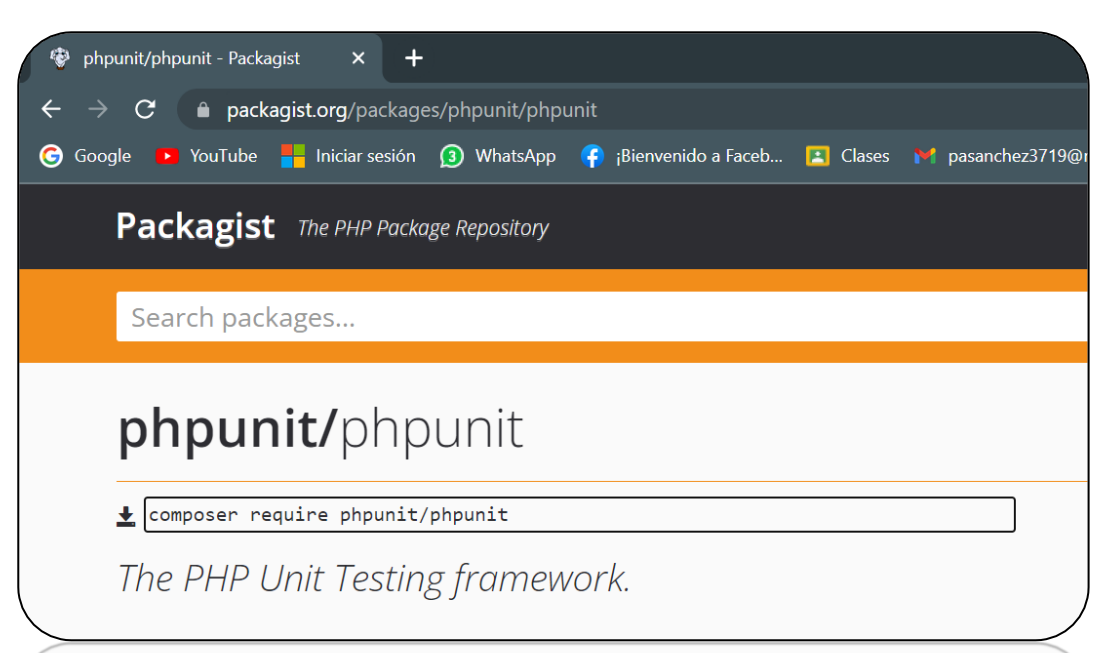 phpunit/phpunit - Packagist
packagist.org/packages/phpunit/phpunit
Google YouTube Iniciar sesión 3 WhatsApp ¡Bienvenido a Faceb... Clases pasanchez3719@
Packagist The PHP Package Repository
Search packages...
phpunit/phpunit
composer require phpunit/phpunit
The PHP Unit Testing framework.